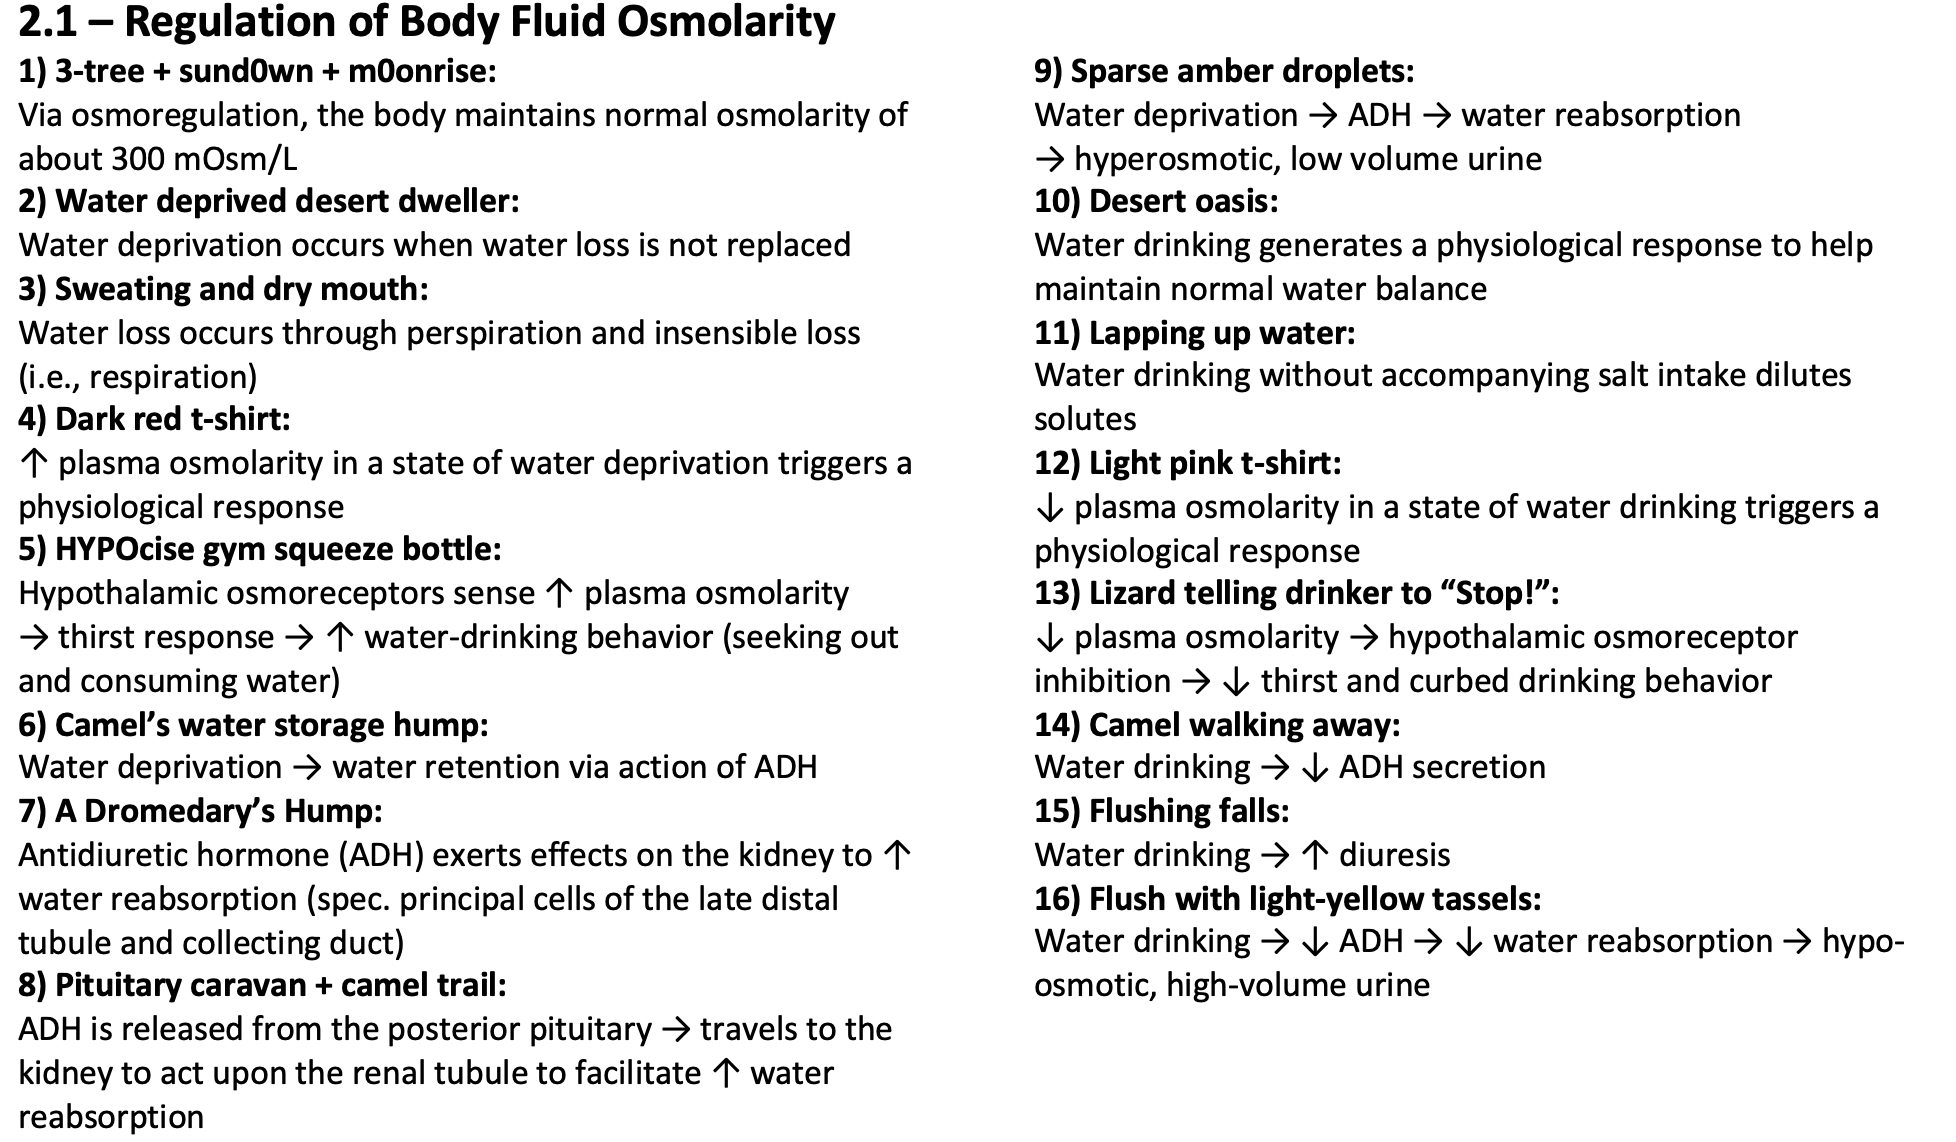 2.1 – Regulation of Body Fluid Osmolarity
1) 3-tree + sund0wn + m0onrise:
Via osmoregulation, the body maintains normal osmolarity of
about 300 mOsm/L
2) Water deprived desert dweller:
Water deprivation occurs when water loss is not replaced
3) Sweating and dry mouth:
Water loss occurs through perspiration and insensible loss
(i.e., respiration)
4) Dark red t-shirt:
↑ plasma osmolarity in a state of water deprivation triggers a
physiological response
5) HYPOcise gym squeeze bottle:
Hypothalamic osmoreceptors sense ↑ plasma osmolarity
→ thirst response → ↑ water-drinking behavior (seeking out
and consuming water)
6) Camel’s water storage hump:
Water deprivation → water retention via action of ADH
7) A Dromedary’s Hump:
Antidiuretic hormone (ADH) exerts effects on the kidney to ↑
water reabsorption (spec. principal cells of the late distal
tubule and collecting duct)
8) Pituitary caravan + camel trail:
ADH is released from the posterior pituitary → travels to the
kidney to act upon the renal tubule to facilitate ↑ water
reabsorption
9) Sparse amber droplets:
Water deprivation → ADH → water reabsorption
→ hyperosmotic, low volume urine
10) Desert oasis:
Water drinking generates a physiological response to help
maintain normal water balance
11) Lapping up water:
Water drinking without accompanying salt intake dilutes
solutes
12) Light pink t-shirt:
↓ plasma osmolarity in a state of water drinking triggers a
physiological response
13) Lizard telling drinker to “Stop!”:
↓ plasma osmolarity → hypothalamic osmoreceptor
inhibition → ↓ thirst and curbed drinking behavior
14) Camel walking away:
Water drinking → ↓ ADH secretion
15) Flushing falls:
Water drinking → ↑ diuresis
16) Flush with light-yellow tassels:
Water drinking → ↓ ADH → ↓ water reabsorption → hypo-
osmotic, high-volume urine